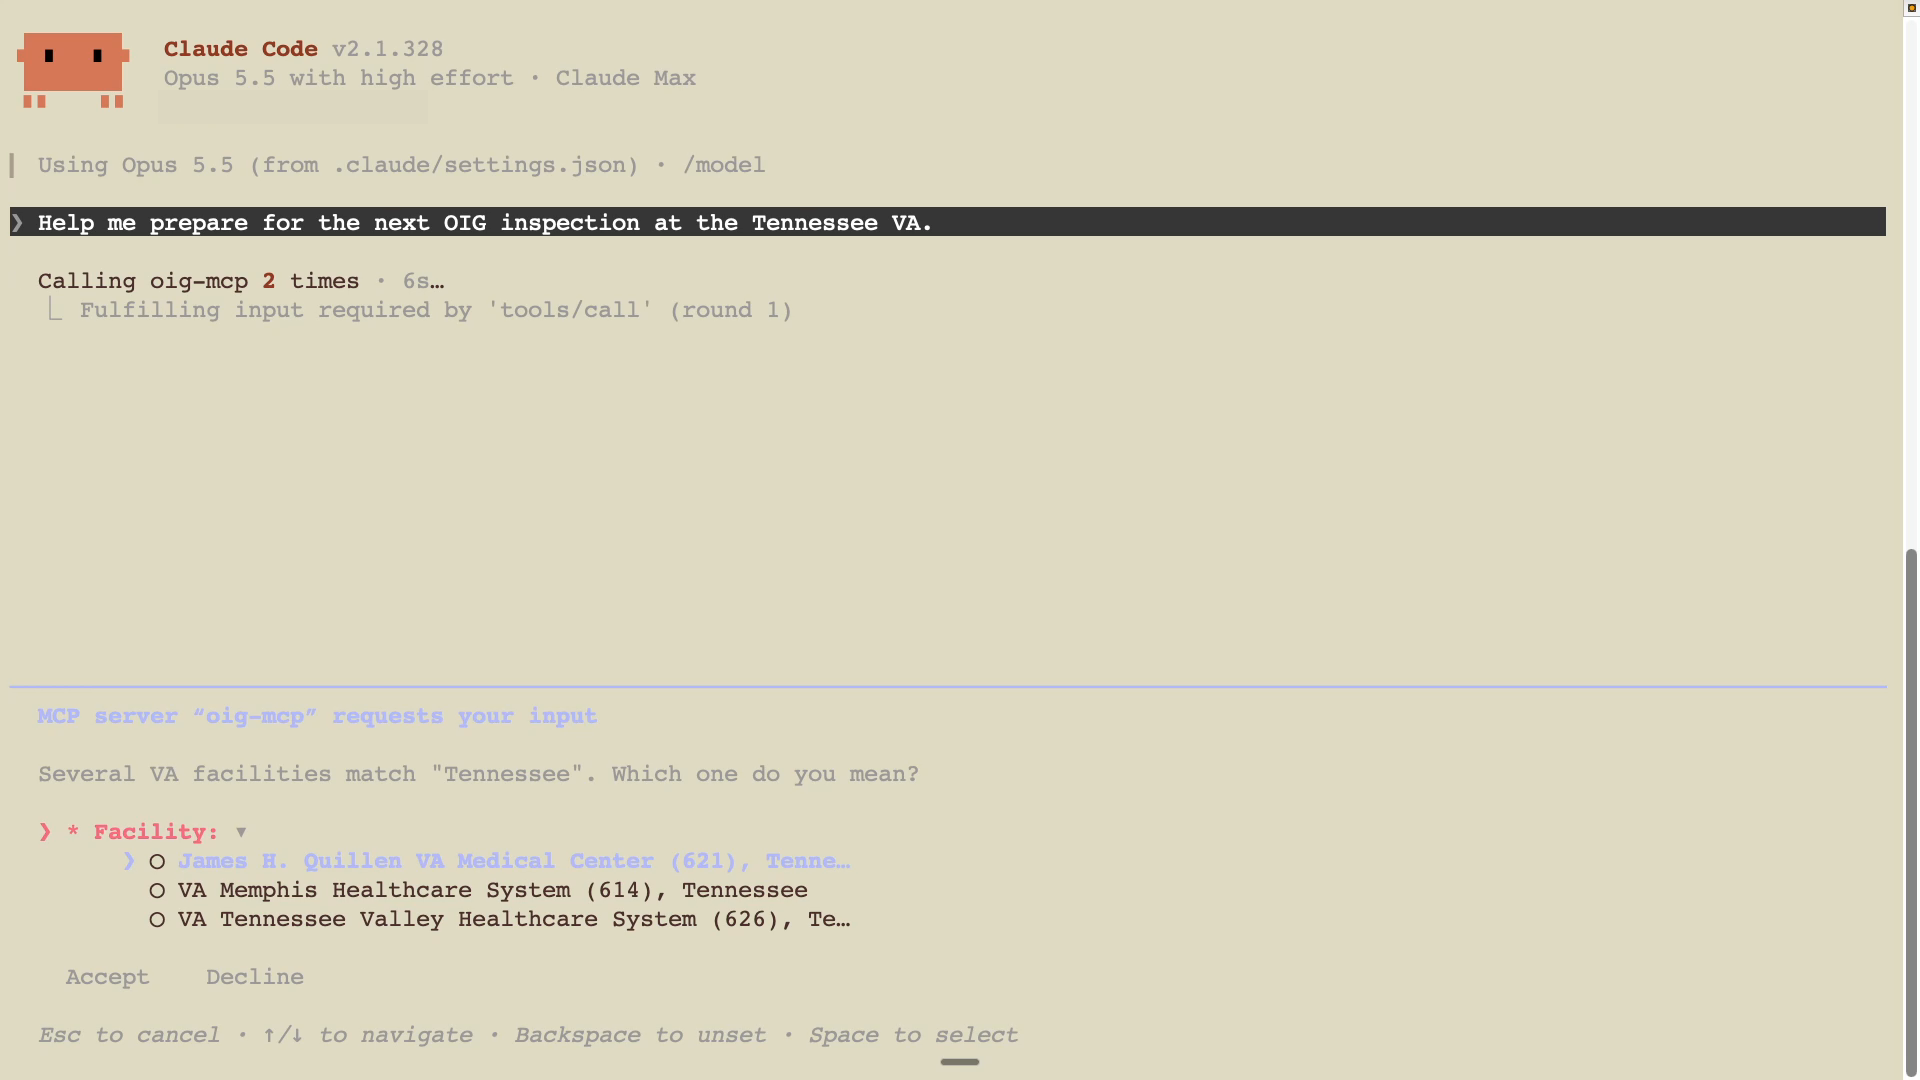 Claude Code v2.1.328
Opus 5.5 with high effort · Claude Max
Using Opus 5.5 (from .claude/settings.json) · /model
❯ Help me prepare for the next OIG inspection at the Tennessee VA.
Calling oig-mcp 2 times · 6s…
⎿ Fulfilling input required by 'tools/call' (round 1)
MCP server “oig-mcp” requests your input
Several VA facilities match "Tennessee". Which one do you mean?
❯ * Facility: ▾
❯ ○ James H. Quillen VA Medical Center (621), Tenne…
○ VA Memphis Healthcare System (614), Tennessee
○ VA Tennessee Valley Healthcare System (626), Te…
Accept Decline
Esc to cancel · ↑/↓ to navigate · Backspace to unset · Space to select